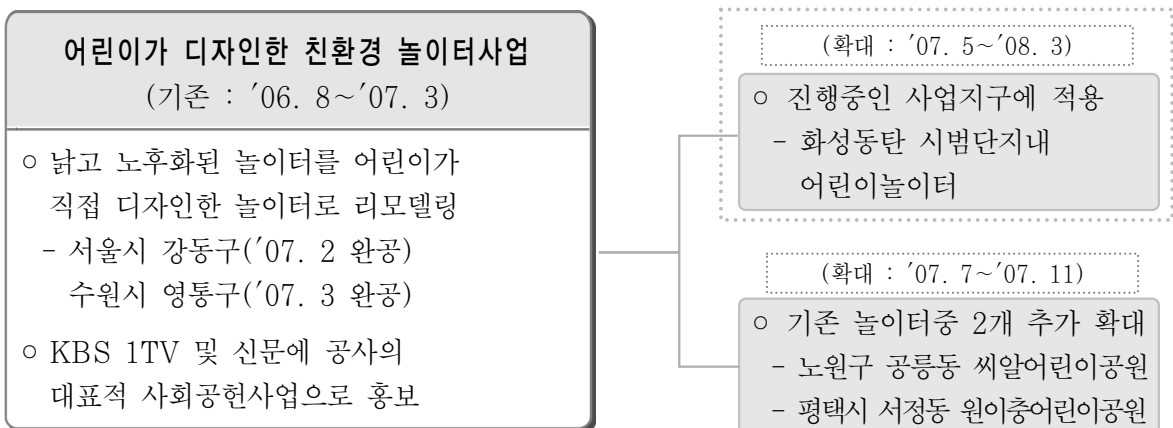 어린이가 디자인한 친환경 놀이터사업
(기존 : ′06. 8~′07. 3)
○ 낡고 노후화된 놀이터를 어린이가
직접 디자인한 놀이터로 리모델링
- 서울시 강동구(′07. 2 완공)
수원시 영통구(′07. 3 완공)
○ KBS 1TV 및 신문에 공사의
대표적 사회공헌사업으로 홍보
(확대 : ′07. 5~′08. 3)
○ 진행중인 사업지구에 적용
- 화성동탄 시범단지내
어린이놀이터
(확대 : ′07. 7~′07. 11)
○ 기존 놀이터중 2개 추가 확대
- 노원구 공릉동 씨알어린이공원
- 평택시 서정동 원이충어린이공원